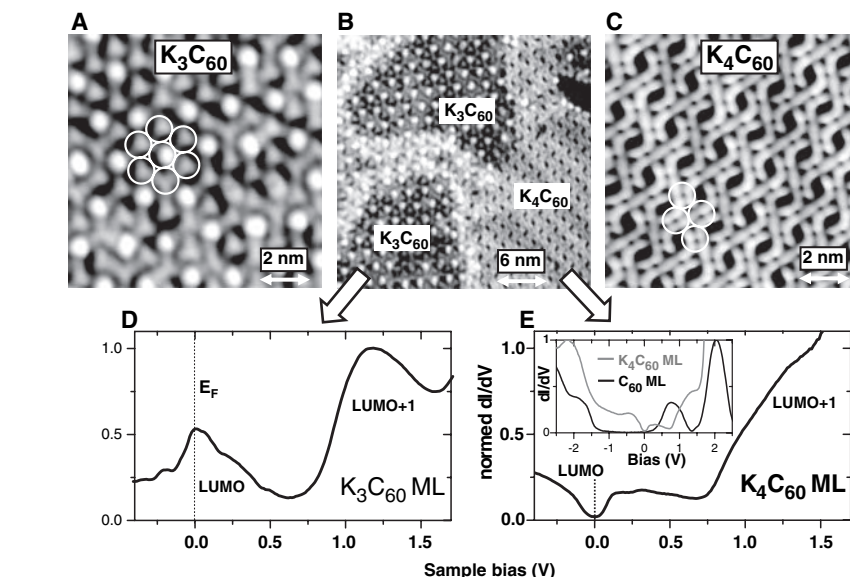 A
B
C
K3C60
K3C60
K4C60
K3C60
K4C60
2 nm
6 nm
2 nm
D
1.0
0.5
0.0
EF
LUMO
LUMO+1
K3C60 ML
0.0 0.5 1.0 1.5
E
normed dI/dV
1.0
0.5
0.0
dI/dV
1
0
K4C60 ML
C60 ML
-2 -1 0 1 2
Bias (V)
LUMO
LUMO+1
K4C60 ML
0.0 0.5 1.0 1.5
Sample bias (V)